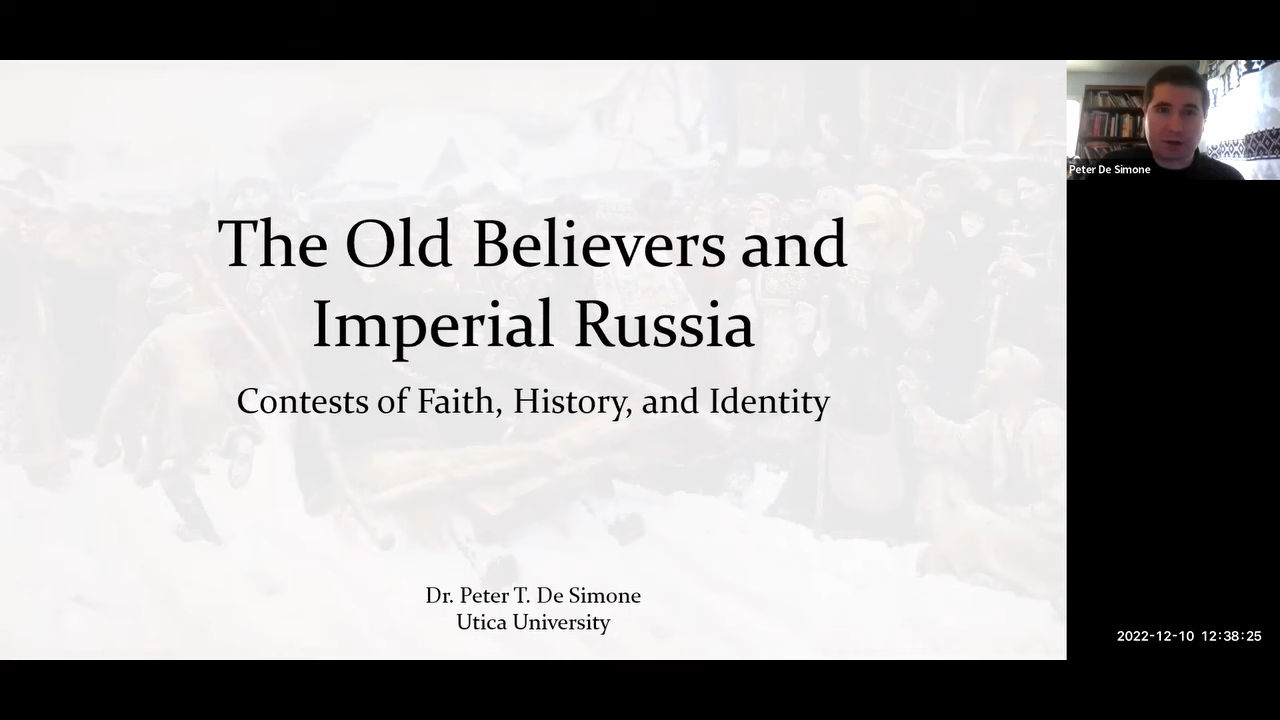 The Old Believers and
Imperial Russia
Contests of Faith, History, and Identity
Dr. Peter T. De Simone
Utica University
Peter De Simone
2022-12-10 12:38:25